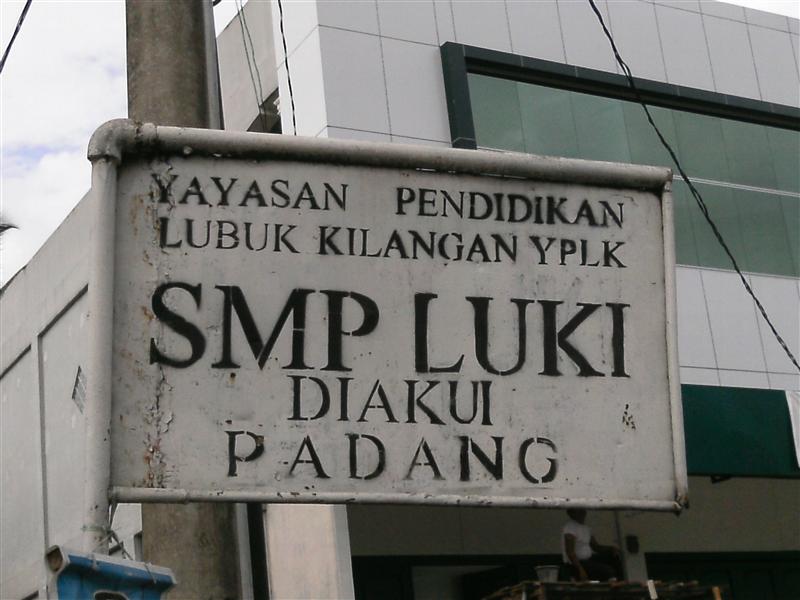 YAYASAN PENDIDIKAN
LUBUK KILANGAN YPLK
SMP LUKI
DIAKUI
PADANG